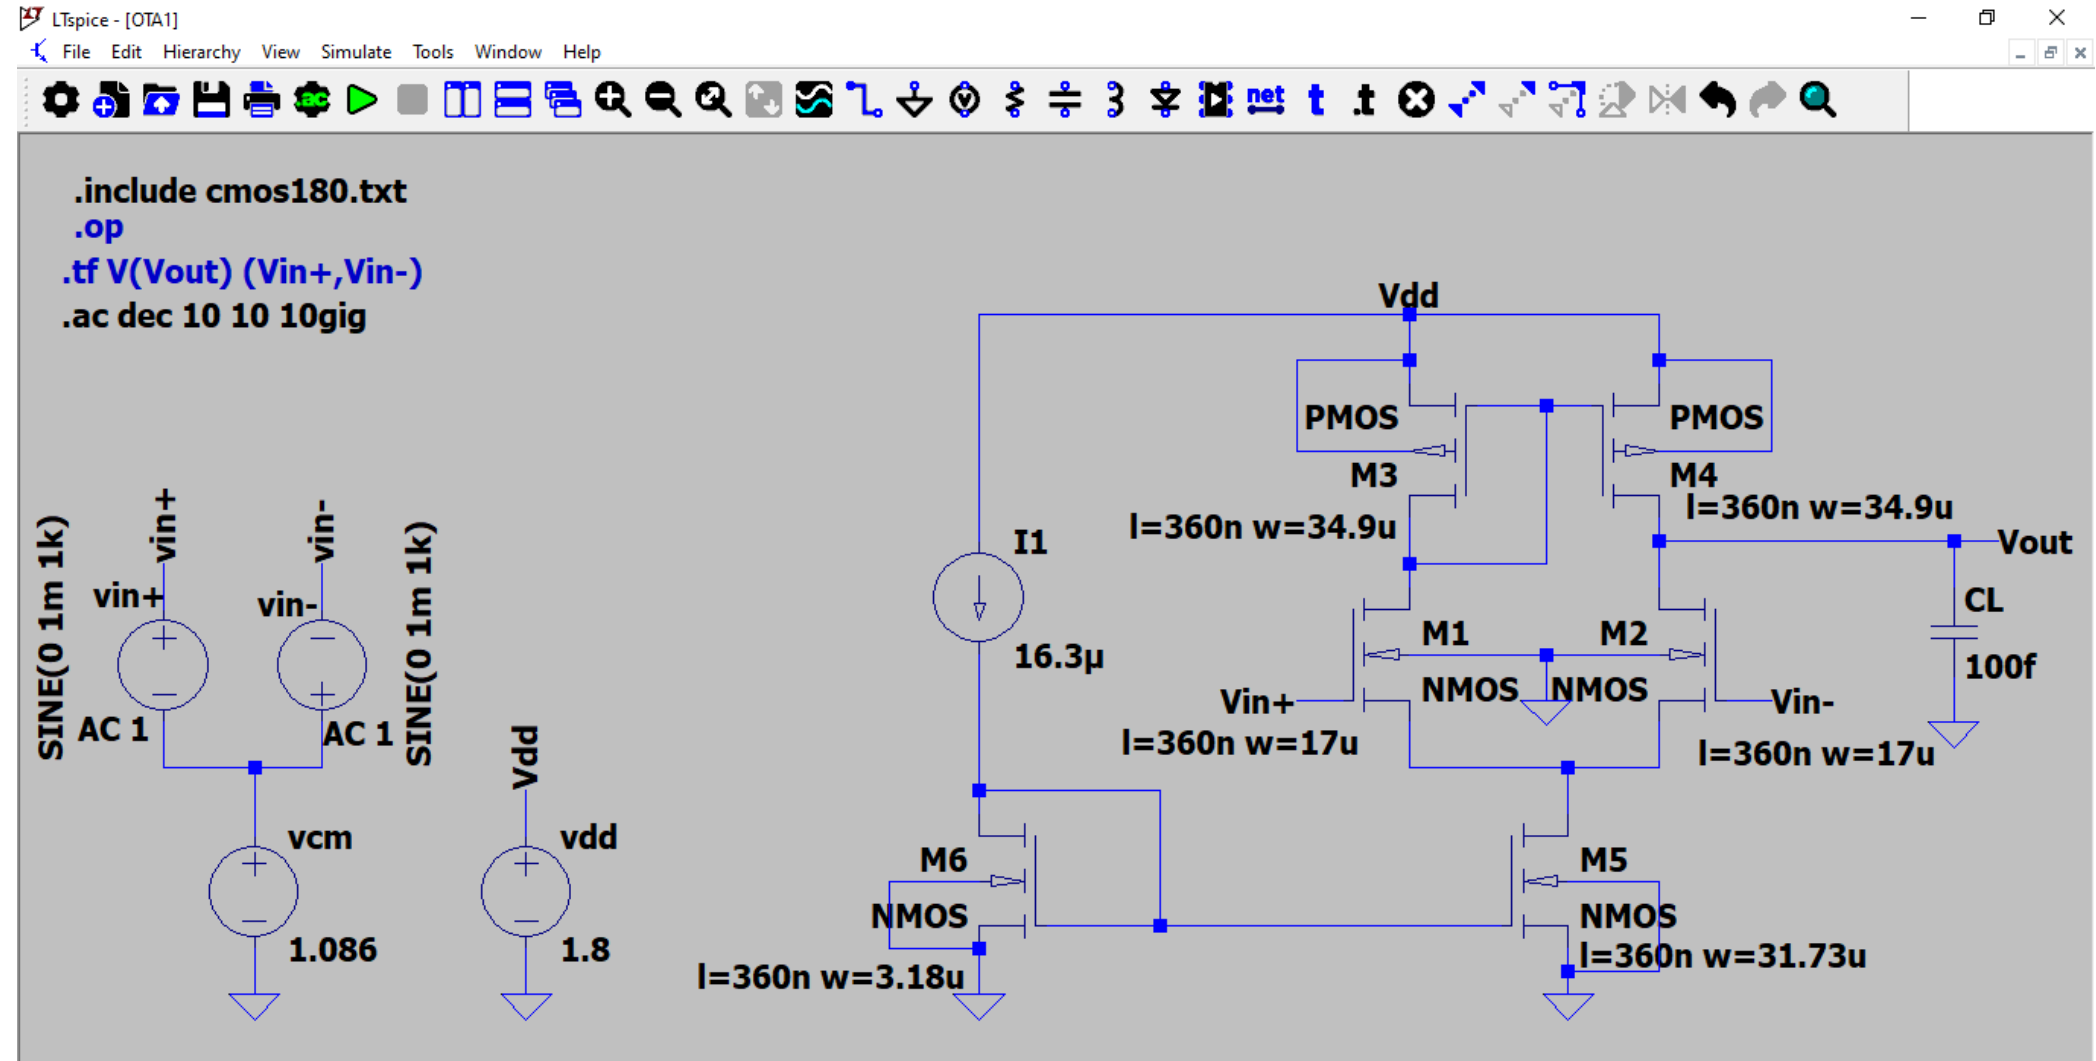 LTspice - [OTA1]
File Edit Hierarchy View Simulate Tools Window Help
.ac net t .t
.include cmos180.txt
.op
.tf V(Vout) (Vin+,Vin-)
.ac dec 10 10 10gig
SINE(0 1m 1k)
vin+
vin+
AC 1
vin-
vin-
AC 1
SINE(0 1m 1k)
vcm
1.086
Vdd
vdd
1.8
Vdd
I1
16.3µ
PMOS
M3
l=360n w=34.9u
PMOS
M4
l=360n w=34.9u
Vout
CL
100f
M1
NMOS
Vin+
l=360n w=17u
M2
NMOS
Vin-
l=360n w=17u
M6
NMOS
l=360n w=3.18u
M5
NMOS
l=360n w=31.73u